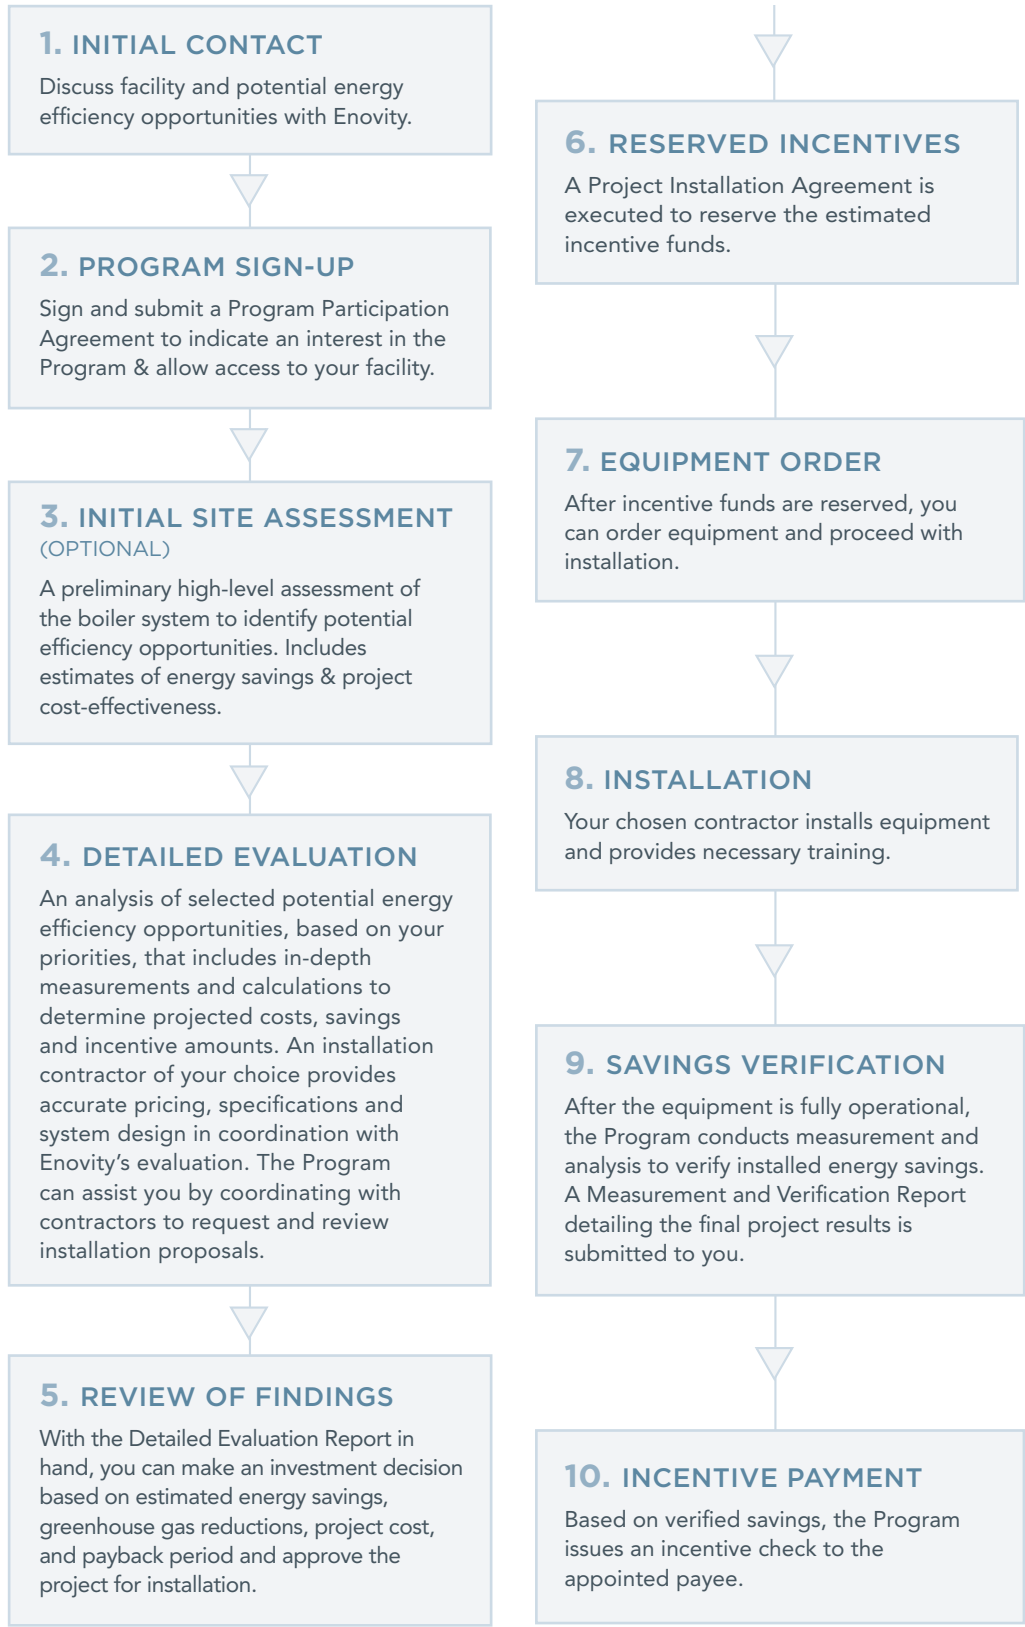 1. INITIAL CONTACT
Discuss facility and potential energy
efficiency opportunities with Enovity.
2. PROGRAM SIGN-UP
Sign and submit a Program Participation
Agreement to indicate an interest in the
Program & allow access to your facility.
3. INITIAL SITE ASSESSMENT
(OPTIONAL)
A preliminary high-level assessment of
the boiler system to identify potential
efficiency opportunities. Includes
estimates of energy savings & project
cost-effectiveness.
4. DETAILED EVALUATION
An analysis of selected potential energy
efficiency opportunities, based on your
priorities, that includes in-depth
measurements and calculations to
determine projected costs, savings
and incentive amounts. An installation
contractor of your choice provides
accurate pricing, specifications and
system design in coordination with
Enovity's evaluation. The Program
can assist you by coordinating with
contractors to request and review
installation proposals.
5. REVIEW OF FINDINGS
With the Detailed Evaluation Report in
hand, you can make an investment decision
based on estimated energy savings,
greenhouse gas reductions, project cost,
and payback period and approve the
project for installation.
6. RESERVED INCENTIVES
A Project Installation Agreement is
executed to reserve the estimated
incentive funds.
7. EQUIPMENT ORDER
After incentive funds are reserved, you
can order equipment and proceed with
installation.
8. INSTALLATION
Your chosen contractor installs equipment
and provides necessary training.
9. SAVINGS VERIFICATION
After the equipment is fully operational,
the Program conducts measurement and
analysis to verify installed energy savings.
A Measurement and Verification Report
detailing the final project results is
submitted to you.
10. INCENTIVE PAYMENT
Based on verified savings, the Program
issues an incentive check to the
appointed payee.